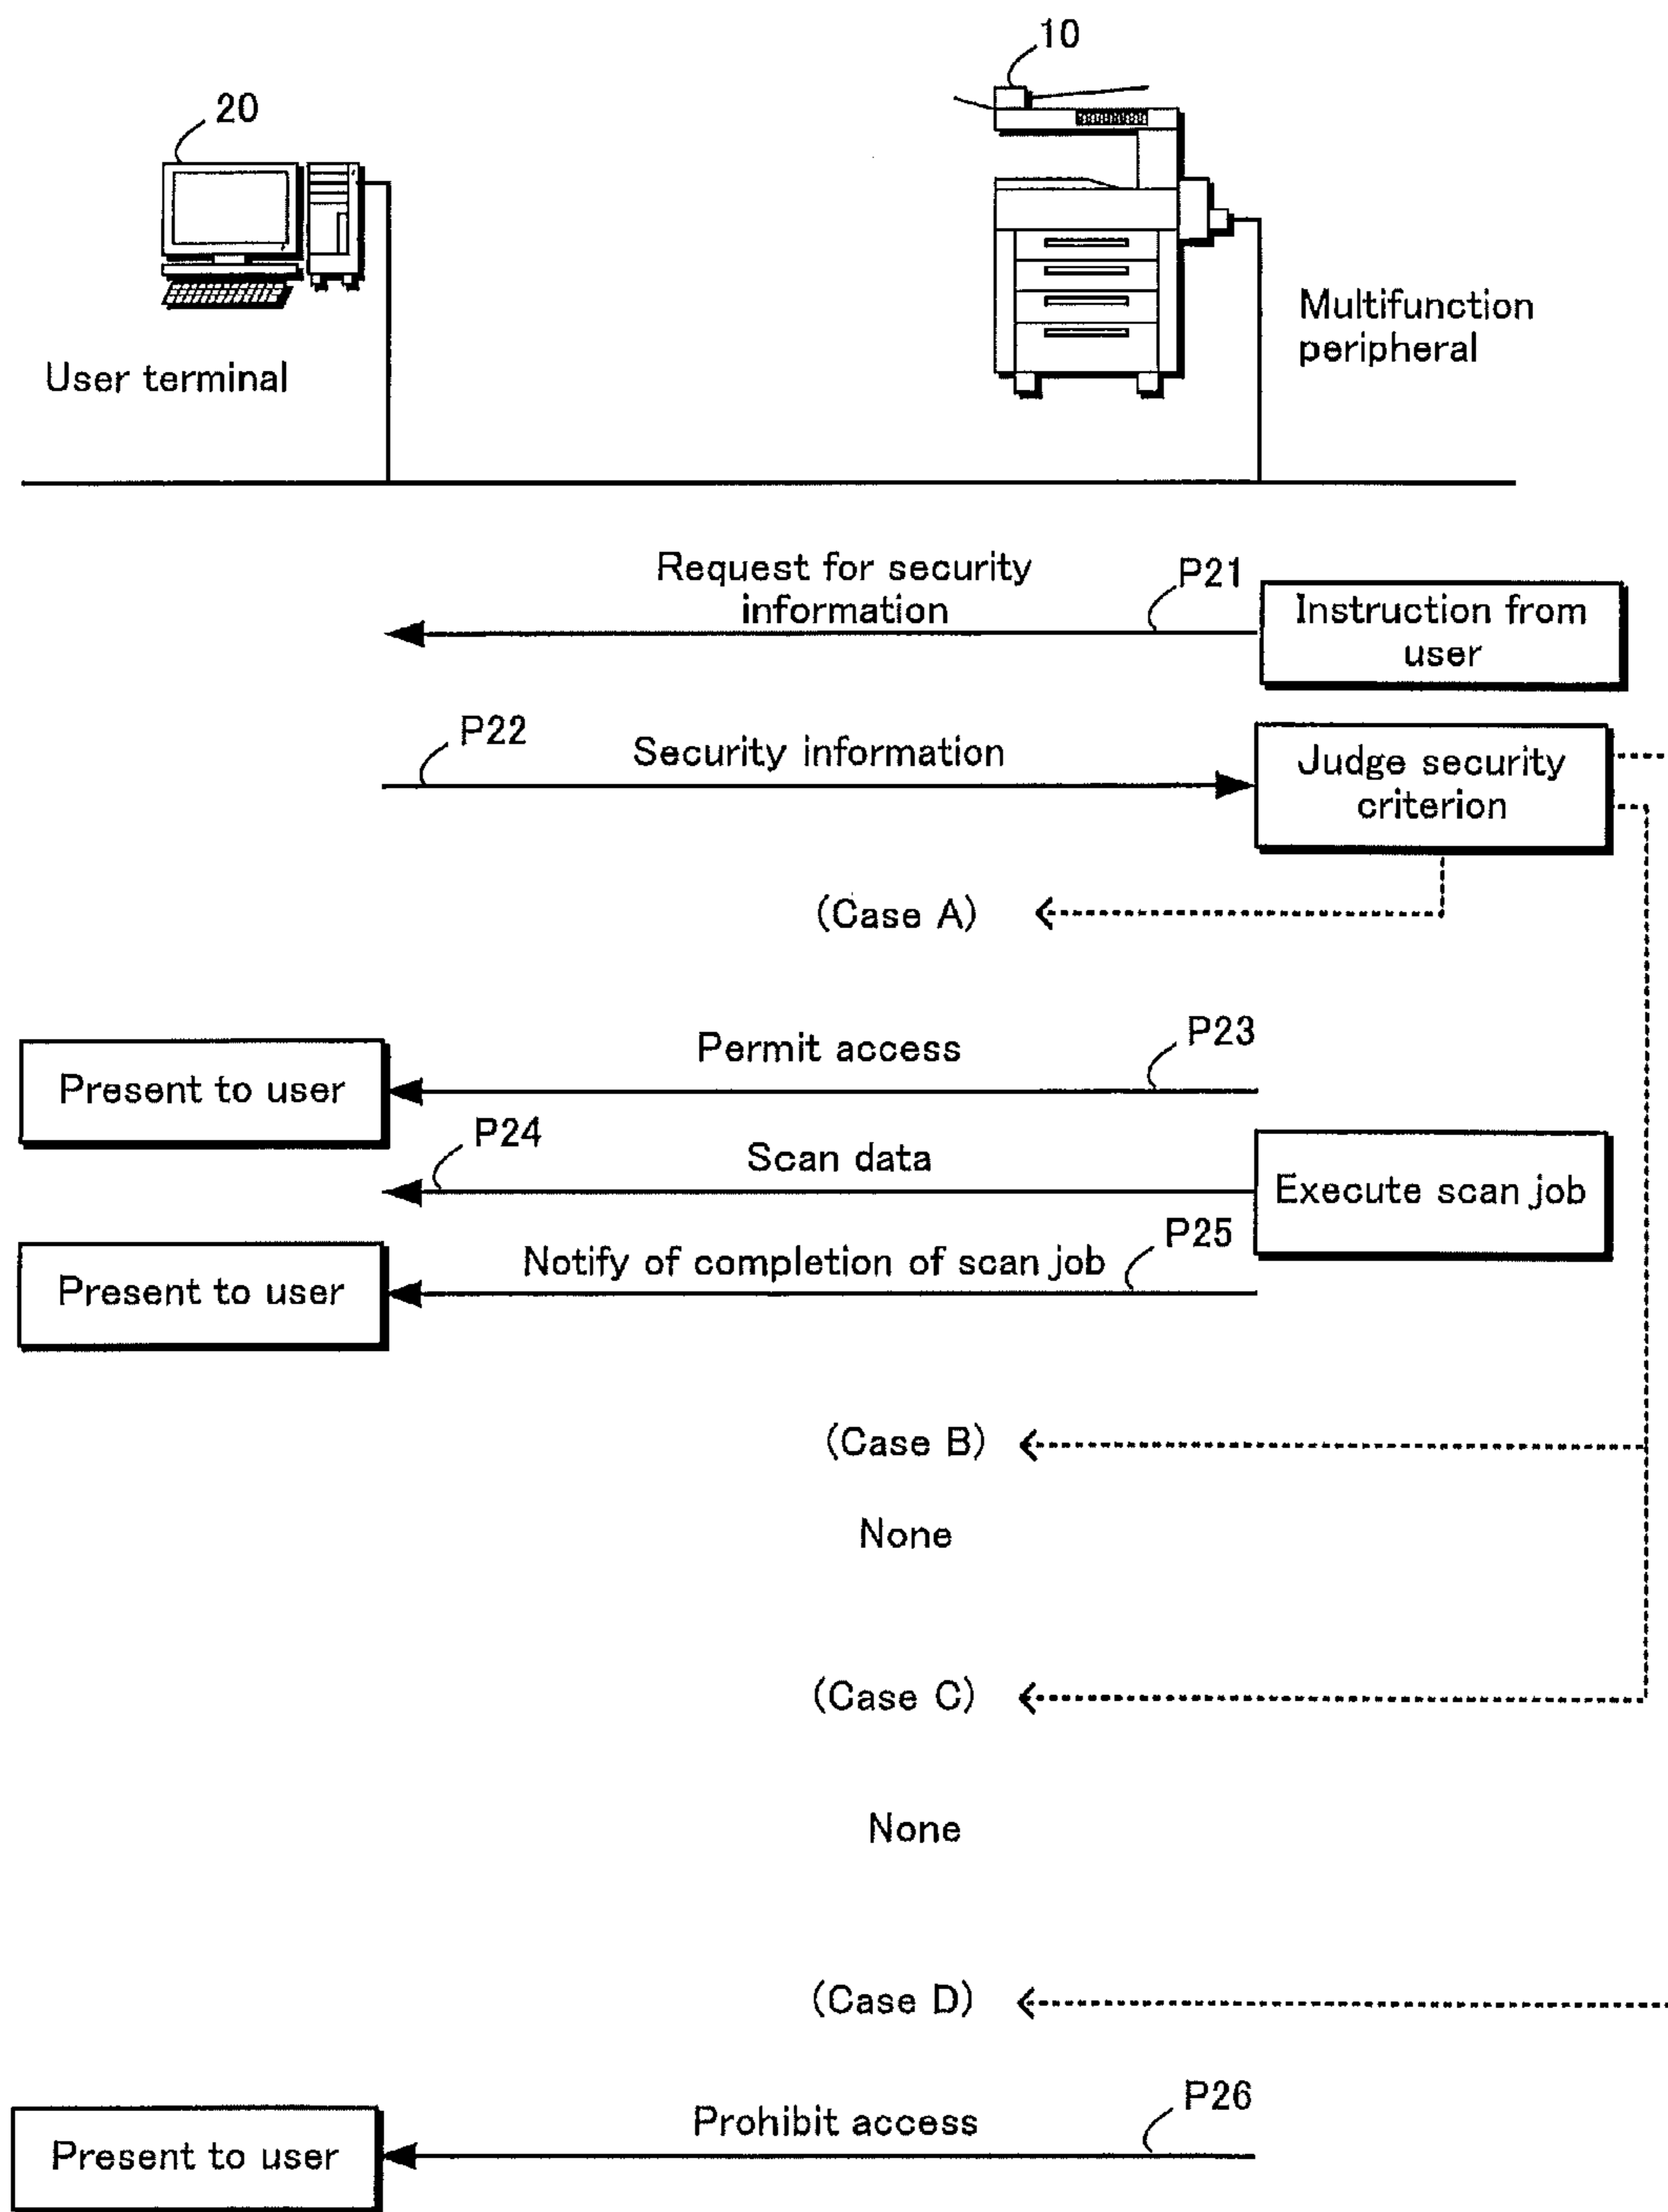 10
20
Multifunction
peripheral
User terminal
Request for security
information
P21
Instruction from
user
P22
Security information
Judge security
criterion
(Case A)
Present to user
Permit access
P23
P24
Scan data
Execute scan job
Present to user
Notify of completion of scan job
P25
(Case B)
None
(Case C)
None
(Case D)
Present to user
Prohibit access
P26